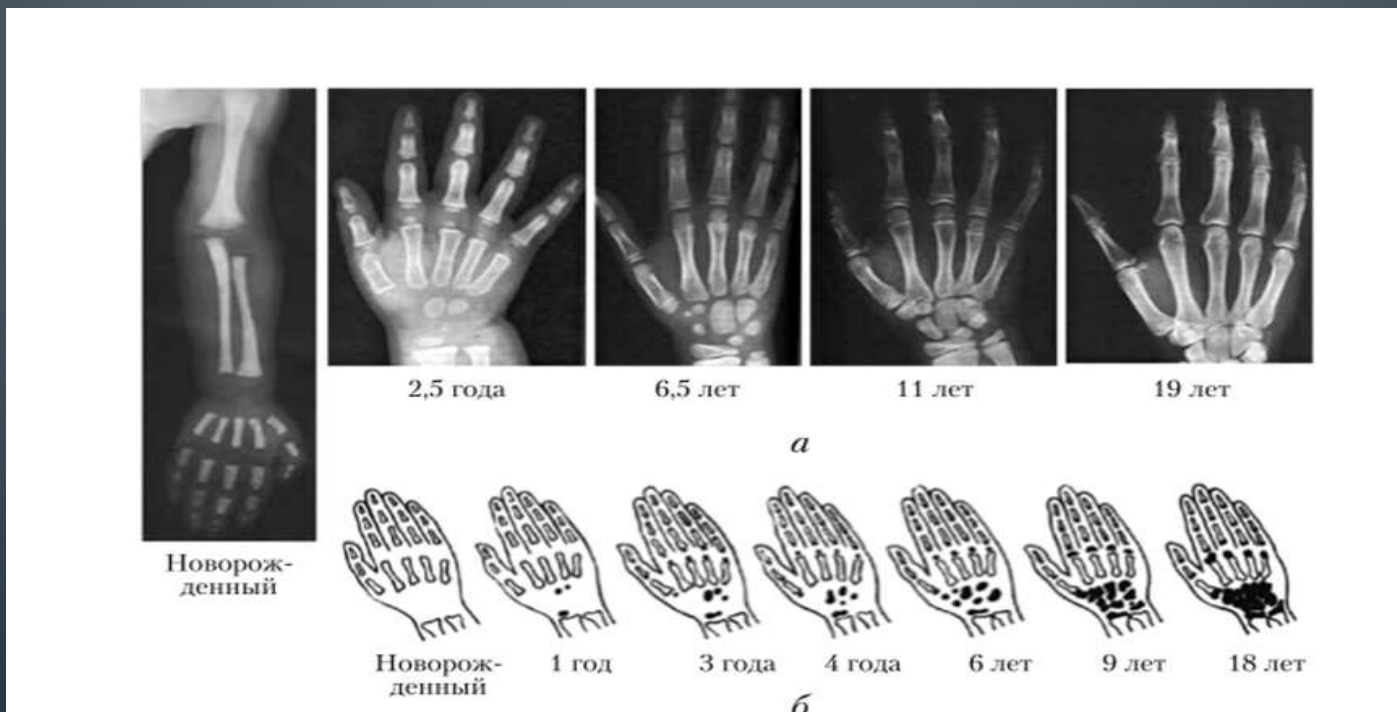 2,5 года
6,5 лет
11 лет
19 лет
а
Новорож-
денный
Новорож-
денный
1 год
3 года
4 года
6 лет
9 лет
18 лет
б